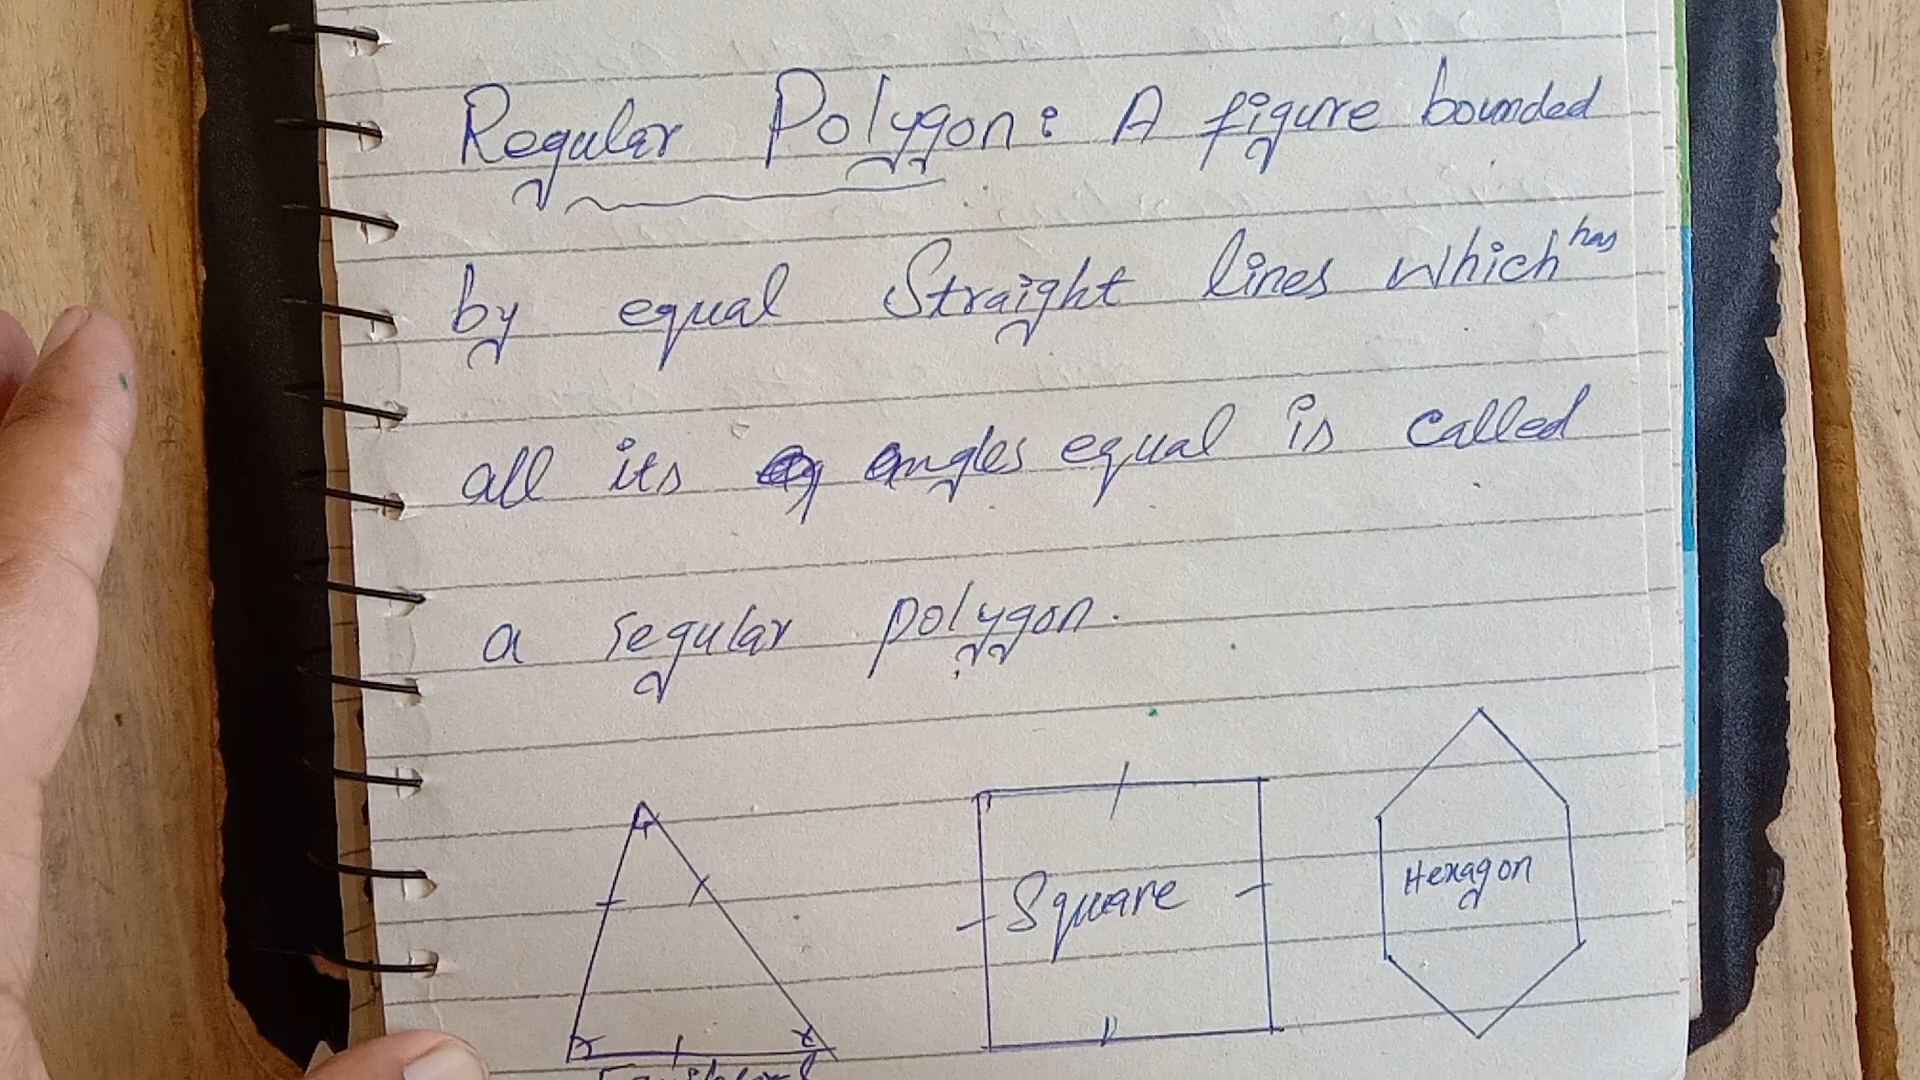 Regular Polygon: A figure bounded
by equal Straight lines which has
all its angles equal is called
a regular polygon.
Square
Hexagon
Equilateral